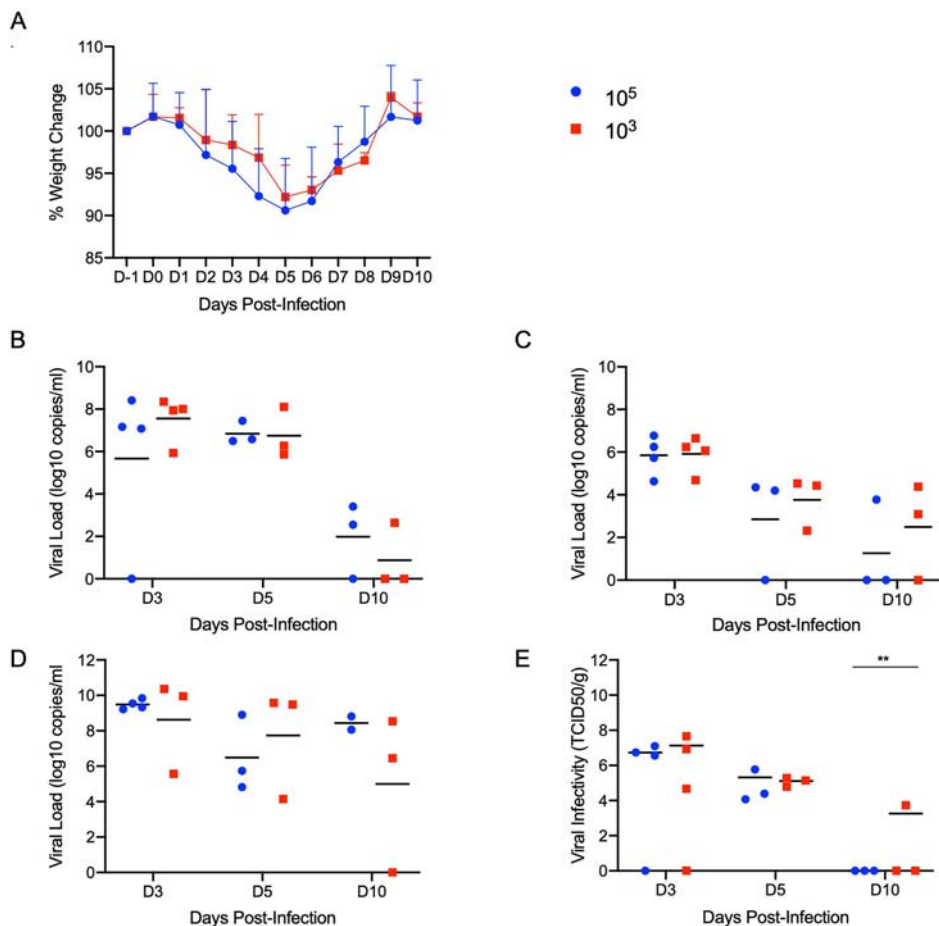 A
110
105
100
95
90
85
% Weight Change
D-1 D0 D1 D2 D3 D4 D5 D6 D7 D8 D9 D10
Days Post-Infection
10⁵
10³
B
10
8
6
4
2
0
Viral Load (log10 copies/ml)
D3 D5 D10
Days Post-Infection
C
10
8
6
4
2
0
Viral Load (log10 copies/ml)
D3 D5 D10
Days Post-Infection
D
12
10
8
6
4
2
0
Viral Load (log10 copies/ml
D3 D5 D10
Days Post-Infection
E
12
10
8
6
4
2
0
Viral Infectivity (TCID50/g)
**
D3 D5 D10
Days Post-Infection